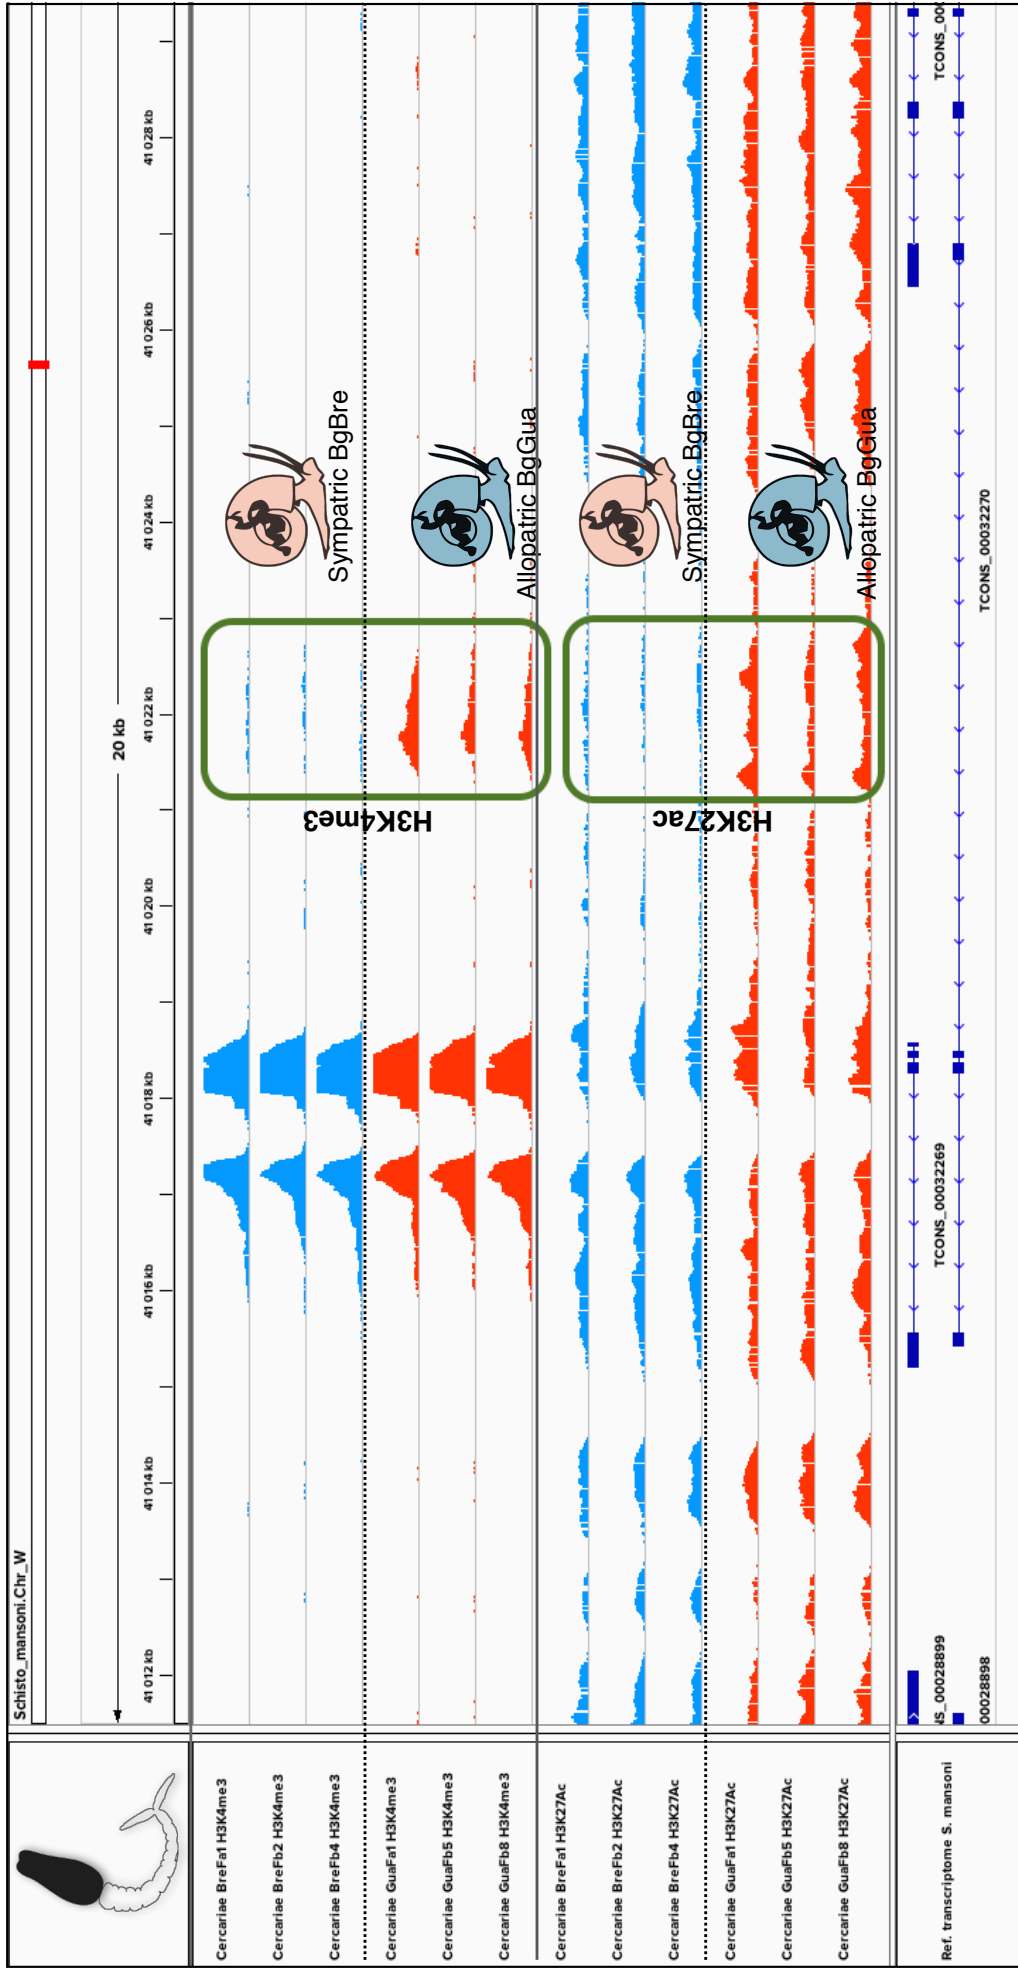 Schisto_mansoni.Chr_W
20 kb
41 012 kb
41 014 kb
41 016 kb
41 018 kb
41 020 kb
41 022 kb
41 024 kb
41 026 kb
41 028 kb
Cercariae BreFa1 H3K4me3
Cercariae BreFb2 H3K4me3
Cercariae BreFb4 H3K4me3
Cercariae GuaFa1 H3K4me3
Cercariae GuaFb5 H3K4me3
Cercariae GuaFb8 H3K4me3
H3K4me3
Sympatric BgBre
Allopatric BgGua
Cercariae BreFa1 H3K27Ac
Cercariae BreFb2 H3K27Ac
Cercariae BreFb4 H3K27Ac
Cercariae GuaFa1 H3K27Ac
Cercariae GuaFb5 H3K27Ac
Cercariae GuaFb8 H3K27Ac
H3K27ac
Sympatric BgBre
Allopatric BgGua
Ref. transcriptome S. mansoni
NS_00028899
TCONS_00032269
TCONS_000
00028898
TCONS_00032270